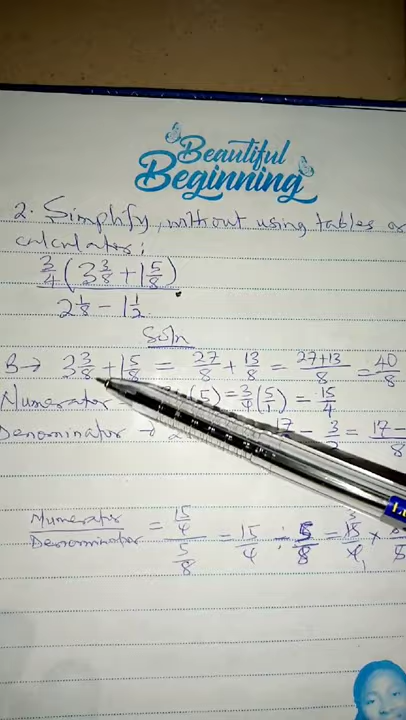 Beautiful
Beginning
2. Simplify, without using tables or
calculator;
3/4 (3 3/8 + 1 5/8)
2 1/8 - 1 1/2
Soln
B → 3 3/8 + 1 5/8 = 27/8 + 13/8 = (27+13)/8 = 40/8
Numerator (5) = 3/4 (5/1) = 15/4
Denominator → 2 17 - 3 = 17 -
Numerator/Denominator = (15/4)/(5/8) = 15/4 ÷ 5/8 = 15/4 ×